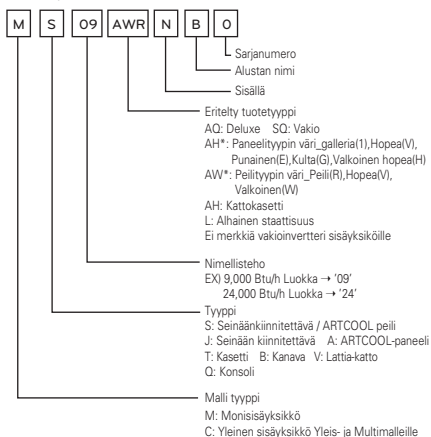 M S 09 AWR N B 0
Sarjanumero
Alustan nimi
Sisällä
Eritelty tuotetyyppi
AQ: Deluxe SQ: Vakio
AH*: Paneelityypin väri_galleria(1),Hopea(V),
Punainen(E),Kulta(G),Valkoinen hopea(H)
AW*: Peilityypin väri_Peili(R),Hopea(V),
Valkoinen(W)
AH: Kattokasetti
L: Alhainen staattisuus
Ei merkkiä vakioinvertteri sisäyksiköille
Nimellisteho
EX) 9,000 Btu/h Luokka → '09'
24,000 Btu/h Luokka → '24'
Tyyppi
S: Seinäänkiinnitettävä / ARTCOOL peili
J: Seinään kiinnitettävä A: ARTCOOL-paneeli
T: Kasetti B: Kanava V: Lattia-katto
Q: Konsoli
Malli tyyppi
M: Monisisäyksikkö
C: Yleinen sisäyksikkö Yleis- ja Multimalleille